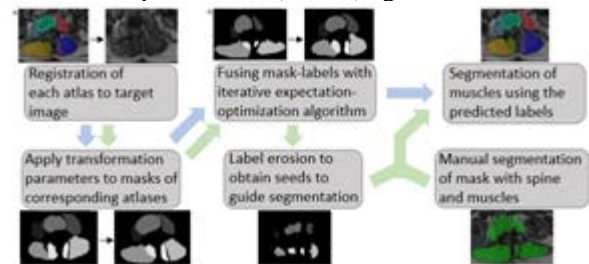 Registration of
each atlas to target
image
Fusing mask-labels with
iterative expectation-
optimization algorithm
Segmentation of
muscles using the
predicted labels
Apply transformation
parameters to masks of
corresponding atlases
Label erosion to
obtain seeds to
guide segmentation
Manual segmentation
of mask with spine
and muscles